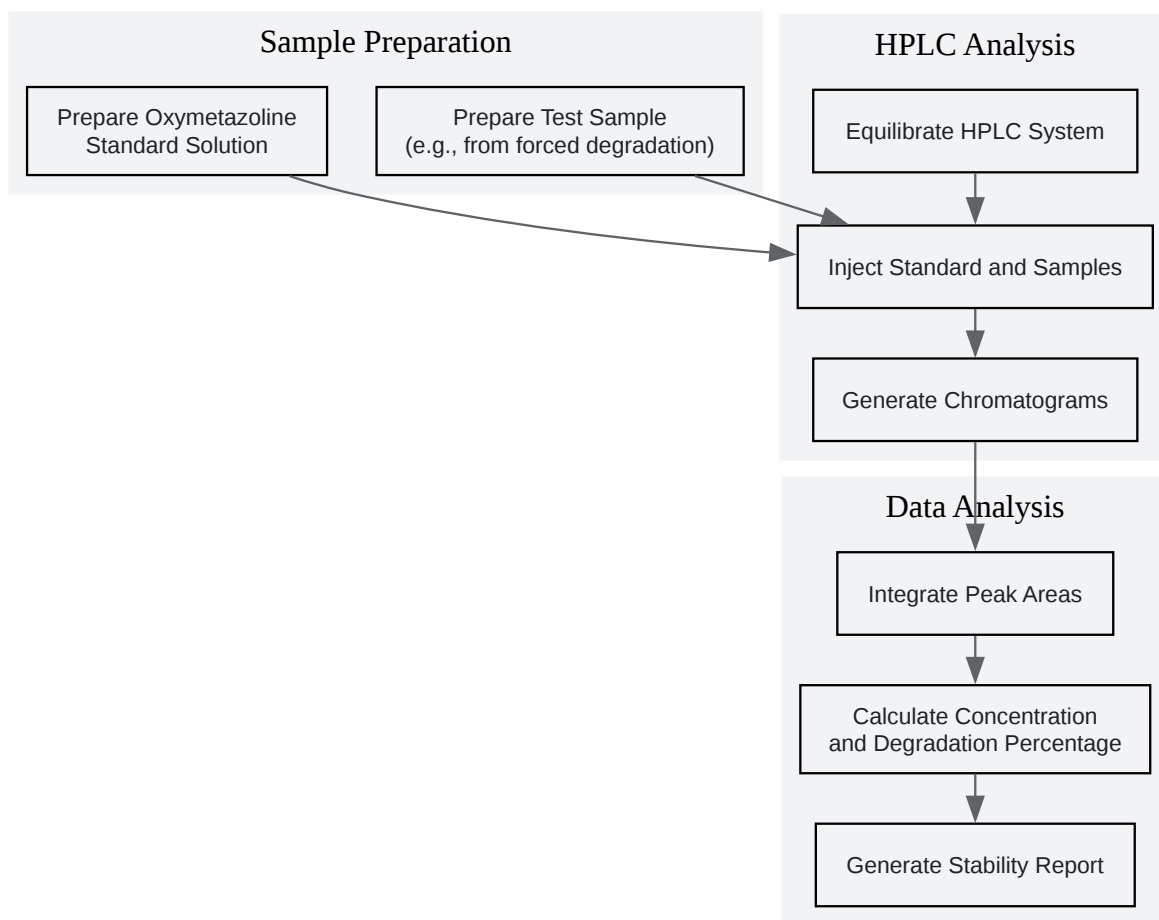 Sample Preparation
Prepare Oxymetazoline
Standard Solution
Prepare Test Sample
(e.g., from forced degradation)
HPLC Analysis
Equilibrate HPLC System
Inject Standard and Samples
Generate Chromatograms
Data Analysis
Integrate Peak Areas
Calculate Concentration
and Degradation Percentage
Generate Stability Report